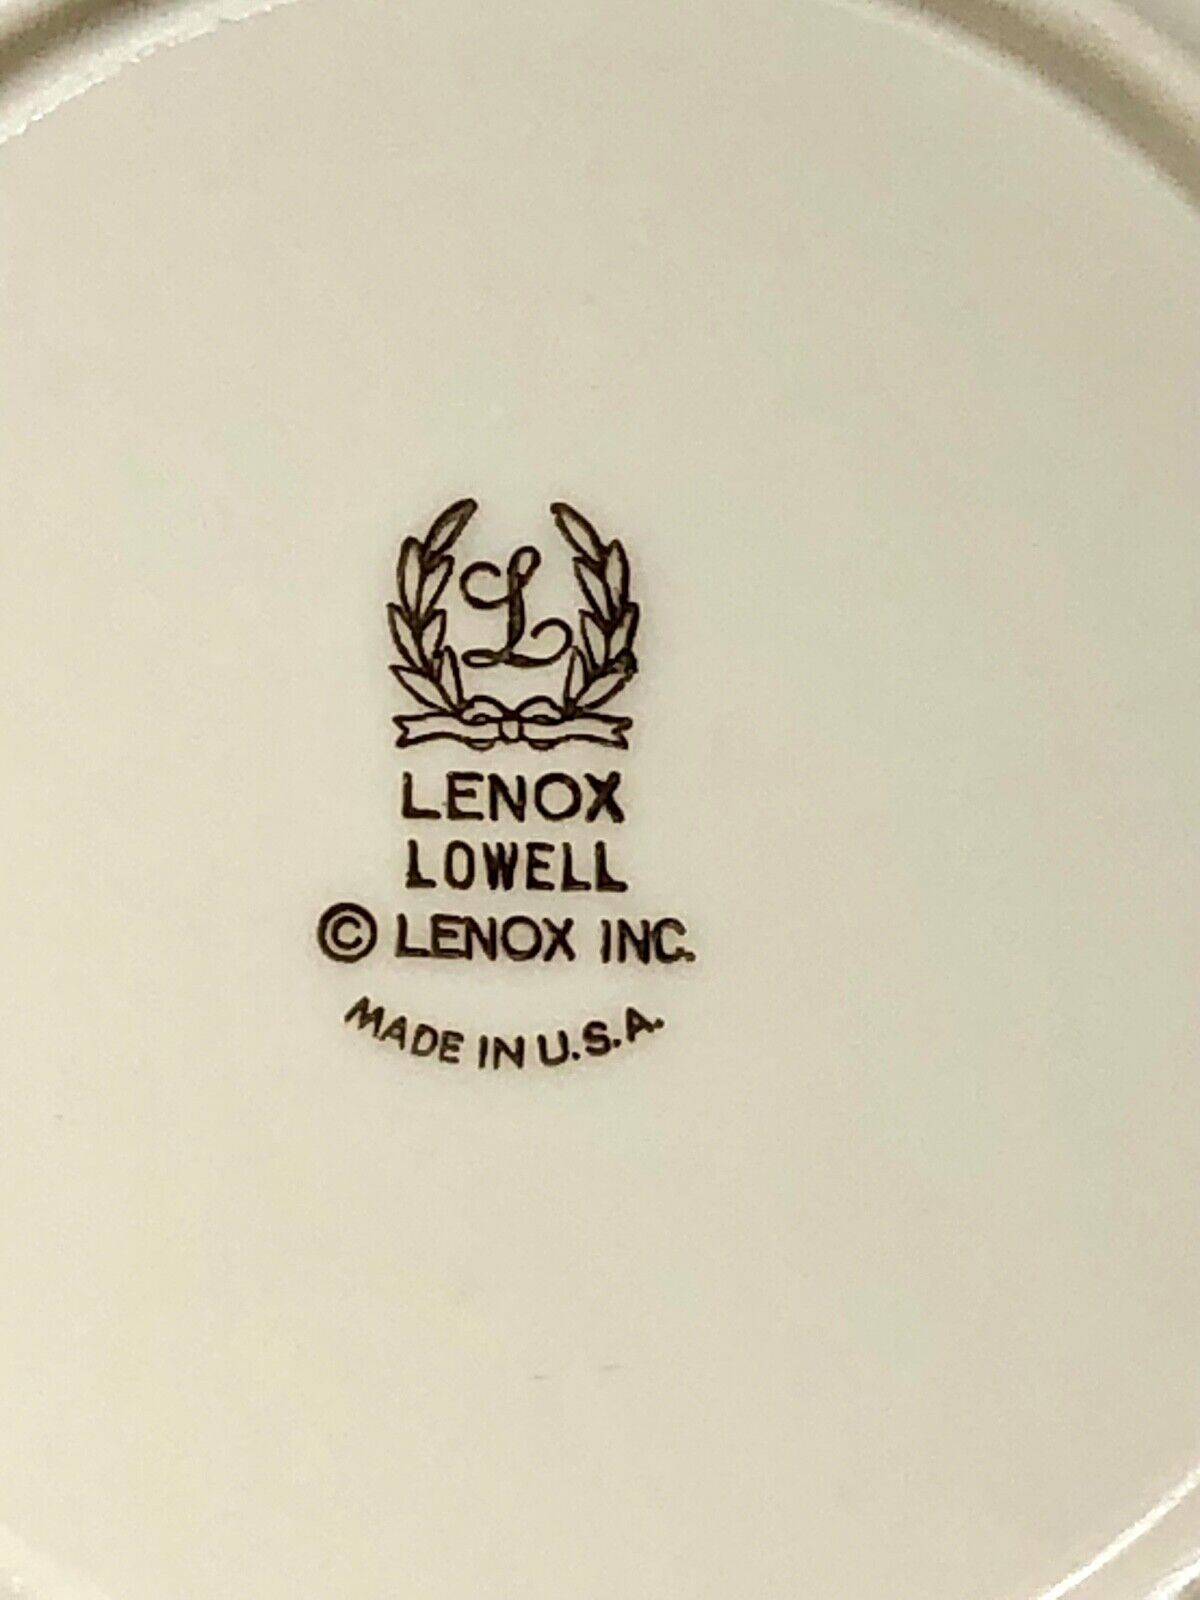 L
LENOX
LOWELL
© LENOX INC.
MADE IN U.S.A.